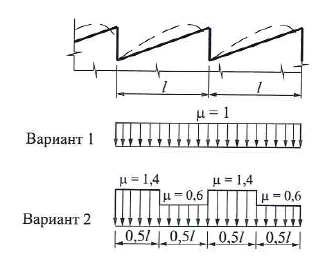 l l
μ = 1
Вариант 1
μ = 1,4 μ = 1,4
μ = 0,6 μ = 0,6
Вариант 2
0,5l 0,5l 0,5l 0,5l